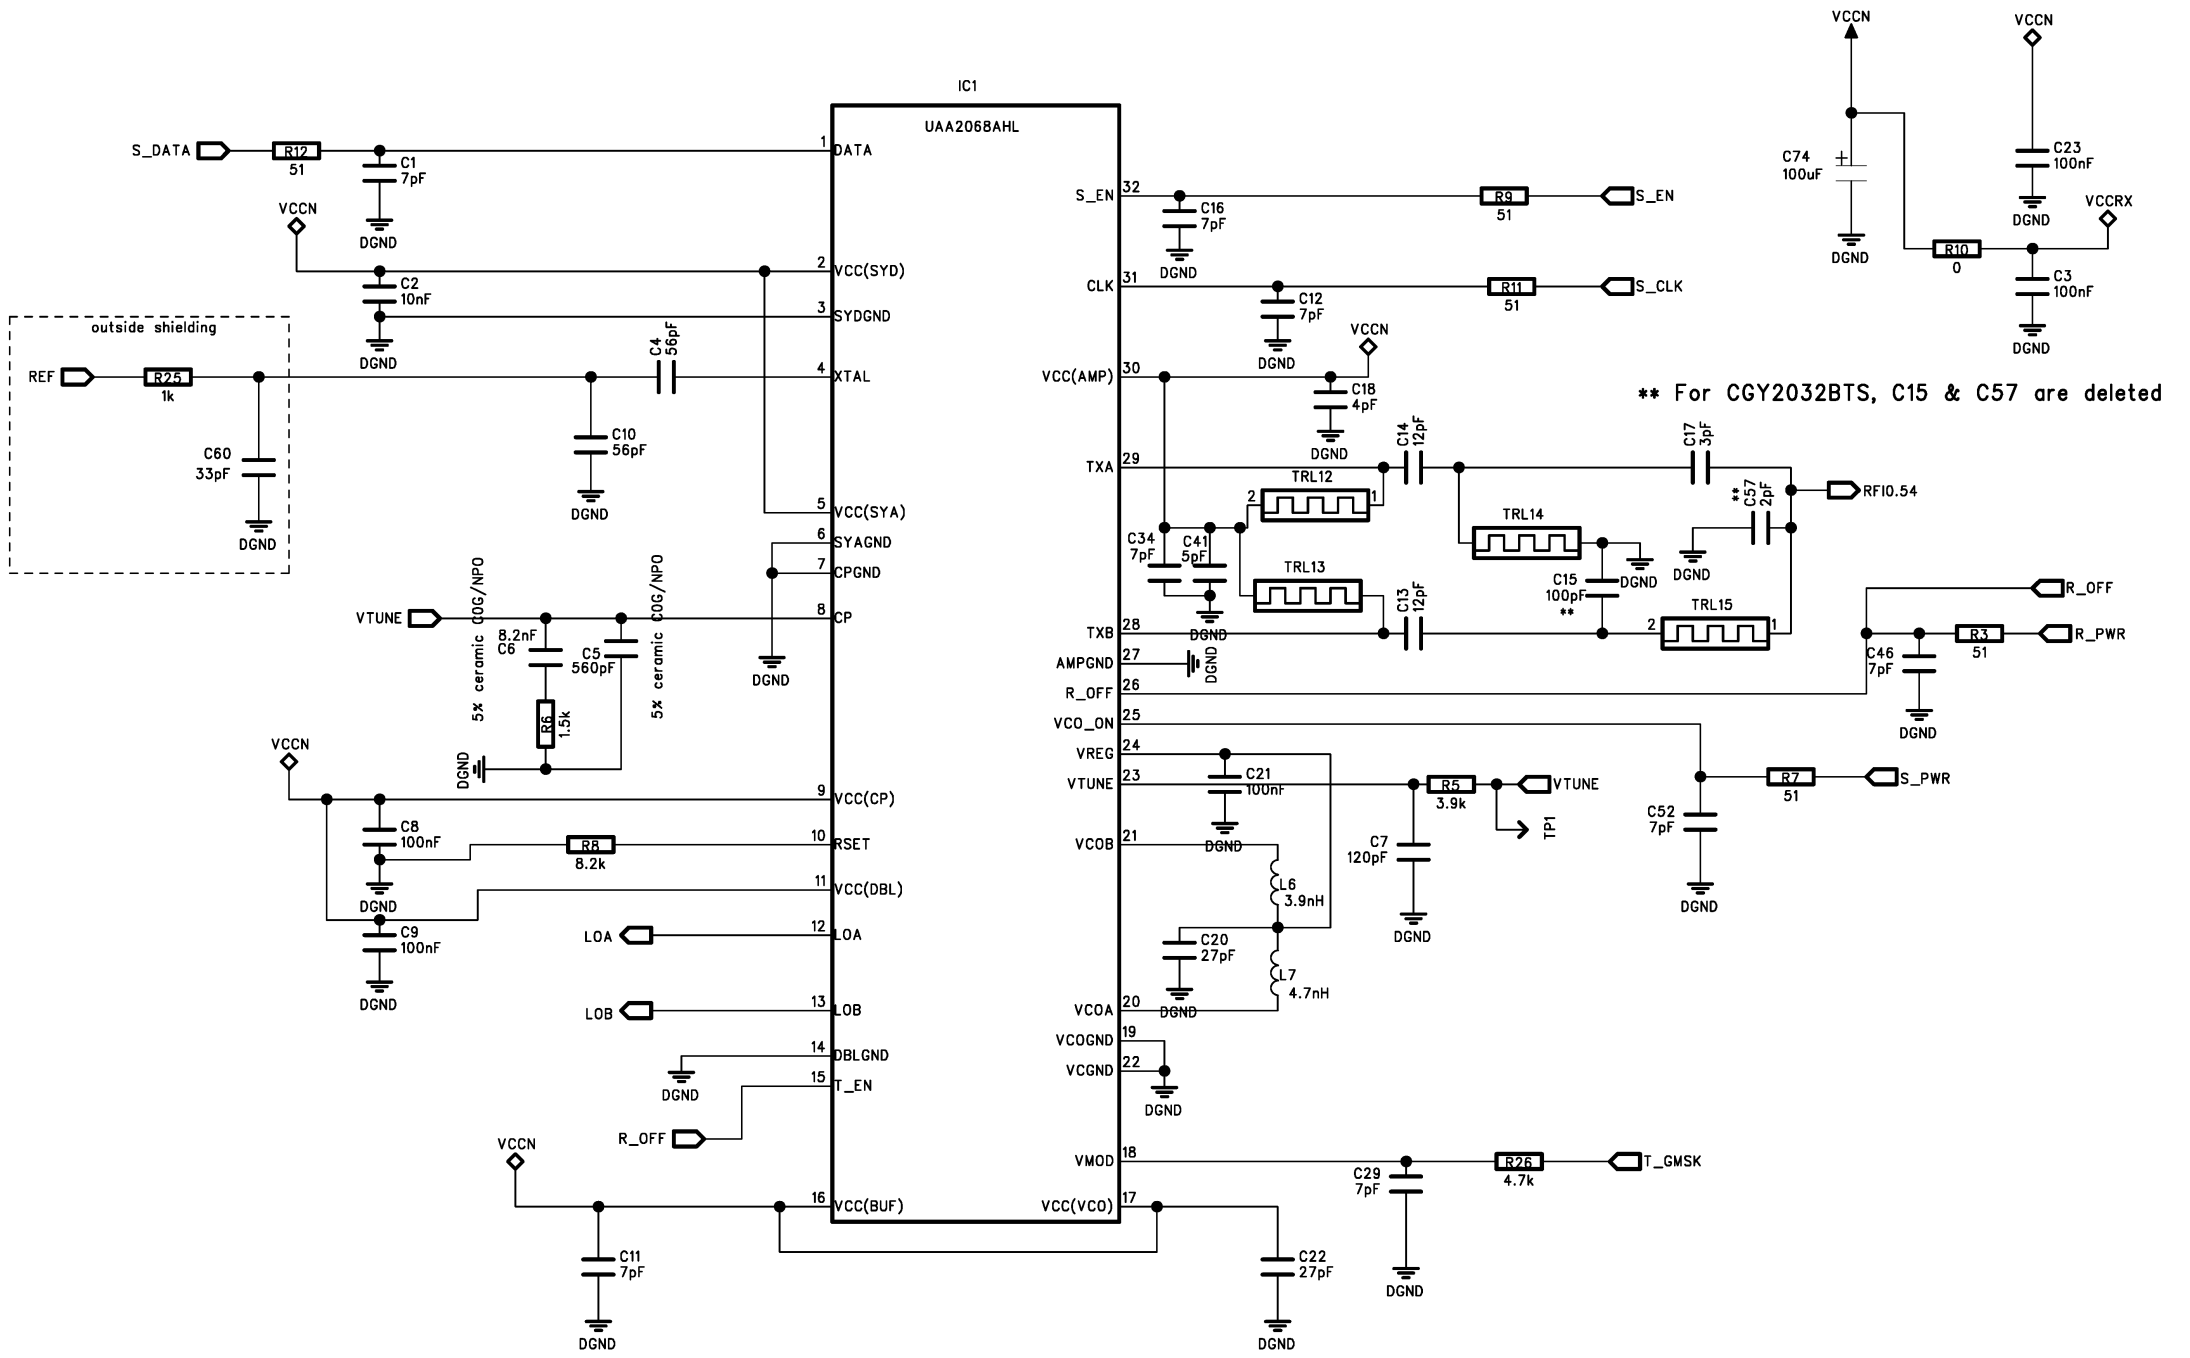 VCCN
VCCN
IC1
UAA2068AHL
S_DATA
R12
51
1
DATA
C1
7pF
DGND
VCCN
2
VCC(SYD)
C2
10nF
3
SYDGND
DGND
outside shielding
REF
R25
1k
C4
56pF
4
XTAL
C60
33pF
DGND
C10
56pF
DGND
5
VCC(SYA)
6
SYAGND
7
CPGND
DGND
VTUNE
8
CP
5% ceramic COG/NPO
8.2nF
C6
C5
560pF
5% ceramic COG/NPO
R6
1.5k
DGND
VCCN
9
VCC(CP)
C8
100nF
DGND
R8
8.2k
10
RSET
11
VCC(DBL)
C9
100nF
DGND
LOA
12
LOA
LOB
13
LOB
14
DBLGND
DGND
15
T_EN
R_OFF
VCCN
16
VCC(BUF)
C11
7pF
DGND
S_EN
32
C16
7pF
DGND
R9
51
S_EN
CLK
31
C12
7pF
DGND
R11
51
S_CLK
VCC(AMP)
30
VCCN
C18
4pF
DGND
C74
+
100uF
DGND
C23
100nF
DGND
VCCRX
R10
0
C3
100nF
DGND
** For CGY2032BTS, C15 & C57 are deleted
TXA
29
C14
12pF
C17
3pF
TRL12
2
1
RFIO.54
**
C57
2pF
DGND
TRL14
DGND
C34
7pF
C41
5pF
DGND
TRL13
C15
100pF
**
C13
12pF
TRL15
2
1
TXB
28
AMPGND
27
DGND
R_OFF
26
R_OFF
R3
51
R_PWR
C46
7pF
DGND
VCO_ON
25
VREG
24
C21
100nF
DGND
VTUNE
23
R5
3.9k
VTUNE
TP1
C7
120pF
DGND
R7
51
S_PWR
C52
7pF
DGND
VCOB
21
L6
3.9nH
C20
27pF
DGND
L7
4.7nH
VCOA
20
VCOGND
19
VCGND
22
DGND
VMOD
18
C29
7pF
DGND
R26
4.7k
T_GMSK
VCC(VCO)
17
C22
27pF
DGND